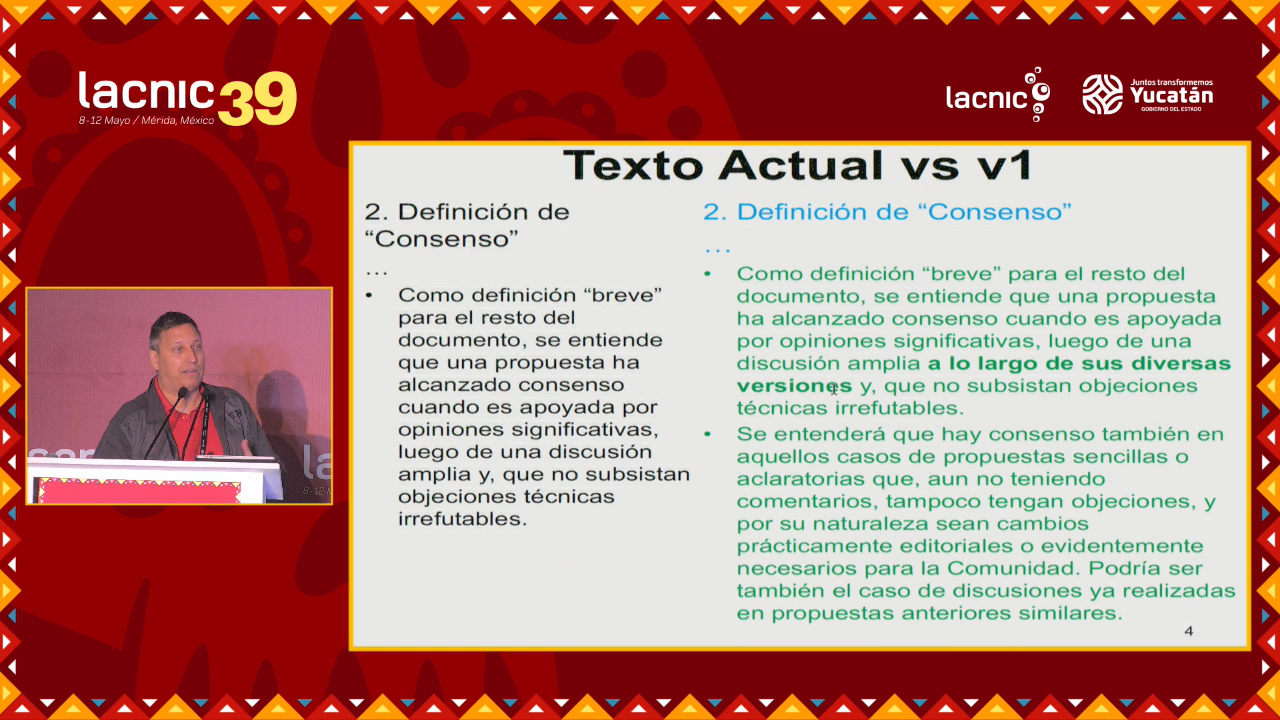 lacnic 39
8-12 Mayo / Mérida, México
lacnic
Juntos transformemos
Yucatán
GOBIERNO DEL ESTADO
Texto Actual vs v1
2. Definición de
“Consenso”
…
• Como definición “breve”
para el resto del
documento, se entiende
que una propuesta ha
alcanzado consenso
cuando es apoyada por
opiniones significativas,
luego de una discusión
amplia y, que no subsistan
objeciones técnicas
irrefutables.
2. Definición de “Consenso”
…
• Como definición “breve” para el resto del
documento, se entiende que una propuesta
ha alcanzado consenso cuando es apoyada
por opiniones significativas, luego de una
discusión amplia a lo largo de sus diversas
versiones y, que no subsistan objeciones
técnicas irrefutables.
• Se entenderá que hay consenso también en
aquellos casos de propuestas sencillas o
aclaratorias que, aun no teniendo
comentarios, tampoco tengan objeciones, y
por su naturaleza sean cambios
prácticamente editoriales o evidentemente
necesarios para la Comunidad. Podría ser
también el caso de discusiones ya realizadas
en propuestas anteriores similares.
4